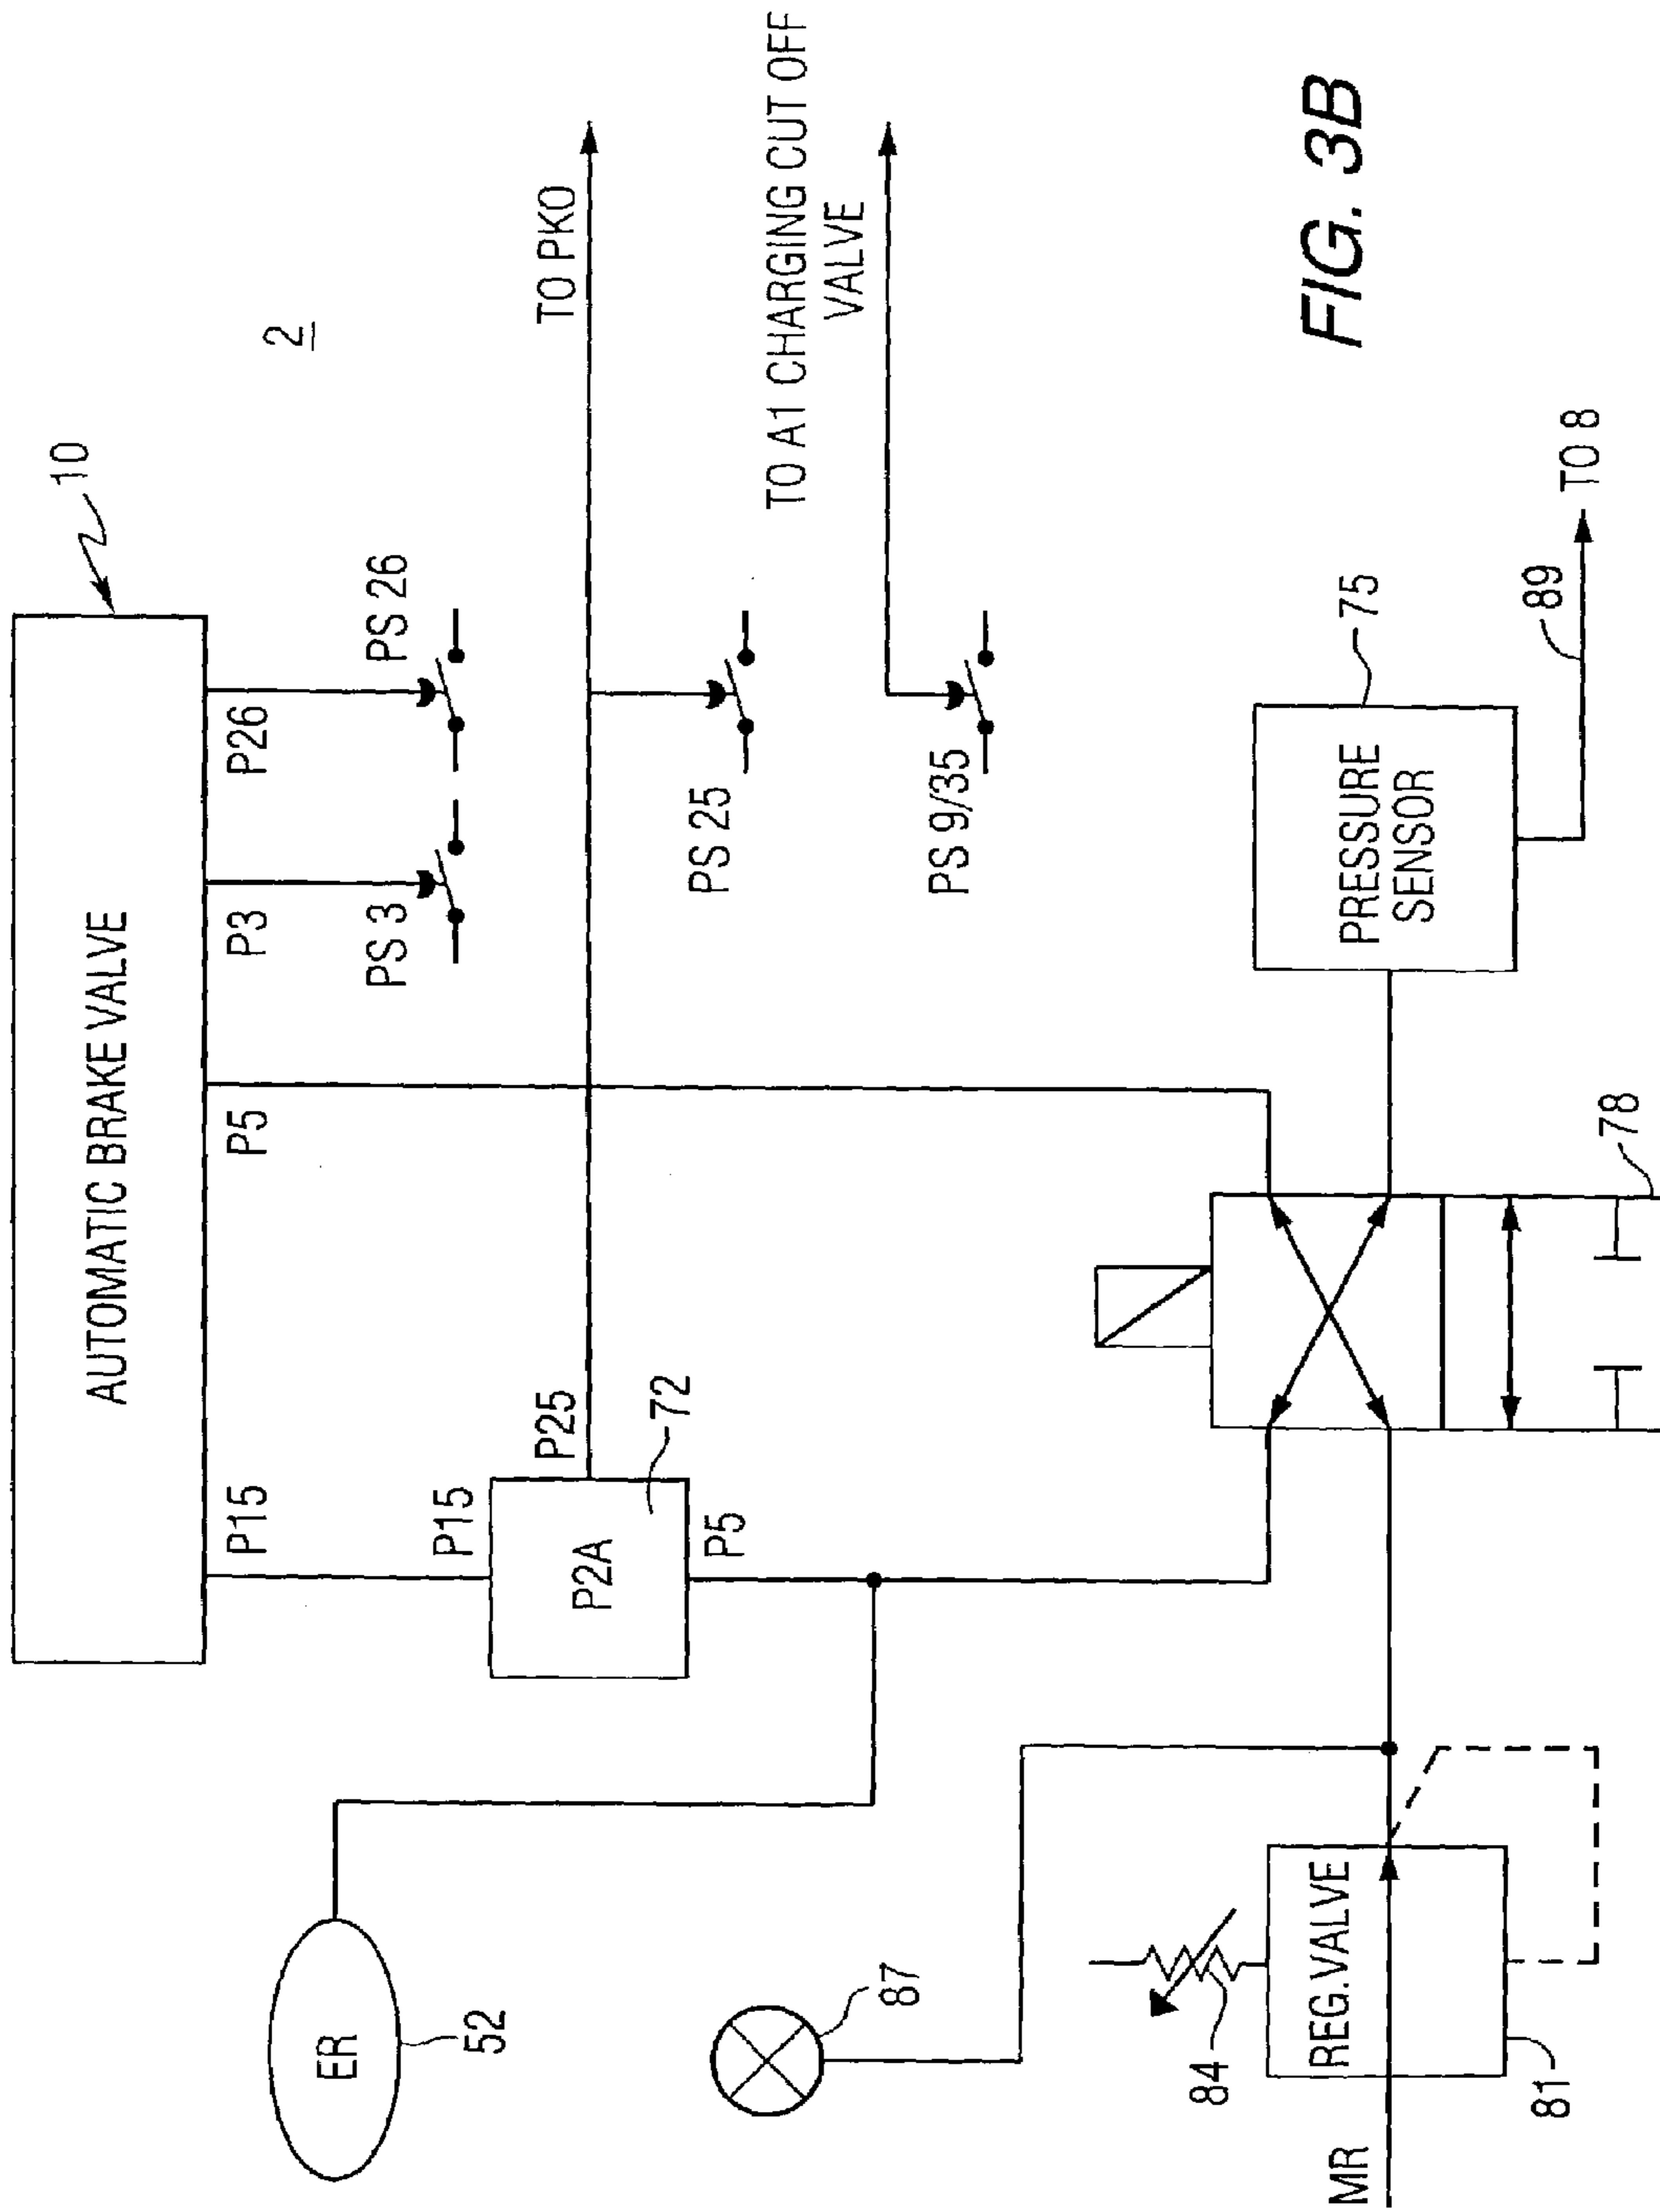 10
AUTOMATIC BRAKE VALVE
P15
P5
P3
P26
2
ER
52
PS 3
PS 26
P15
P25
TO PKO
P2A
72
P5
PS 25
TO A1 CHARGING CUT OFF
VALVE
87
PS 9/35
84
REG.VALVE
MR
PRESSURE
SENSOR
75
81
89
TO 8
78
FIG. 3B